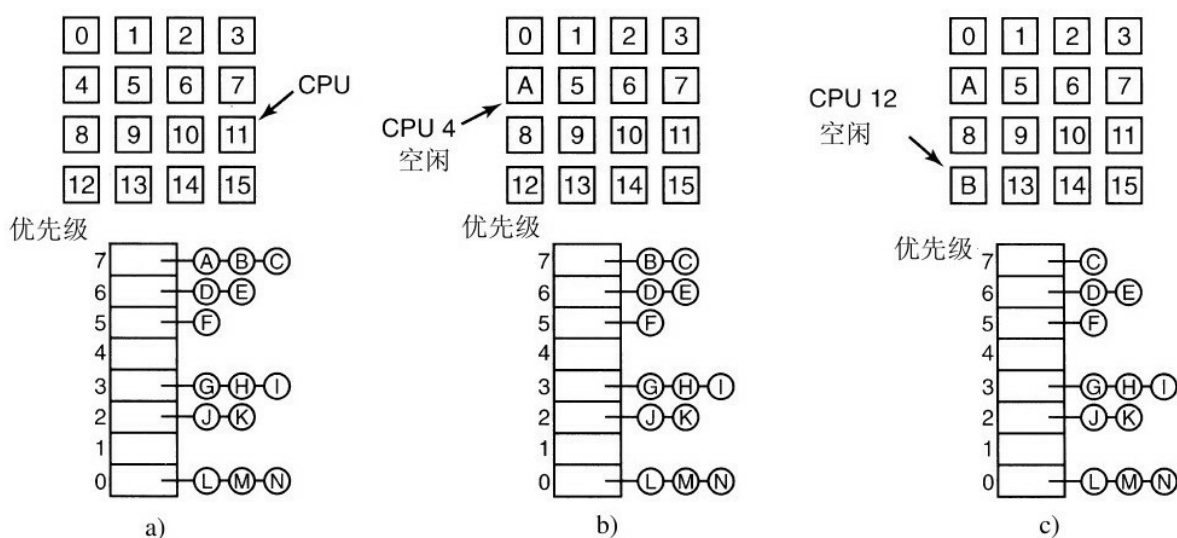 0 1 2 3
4 5 6 7
CPU
8 9 10 11
12 13 14 15
优先级
7 A B C
6 D E
5 F
4
3 G H I
2 J K
1
0 L M N
a)
0 1 2 3
A 5 6 7
CPU 4
空闲
8 9 10 11
12 13 14 15
优先级
7 B C
6 D E
5 F
4
3 G H I
2 J K
1
0 L M N
b)
0 1 2 3
A 5 6 7
CPU 12
空闲
8 9 10 11
B 13 14 15
优先级
7 C
6 D E
5 F
4
3 G H I
2 J K
1
0 L M N
c)